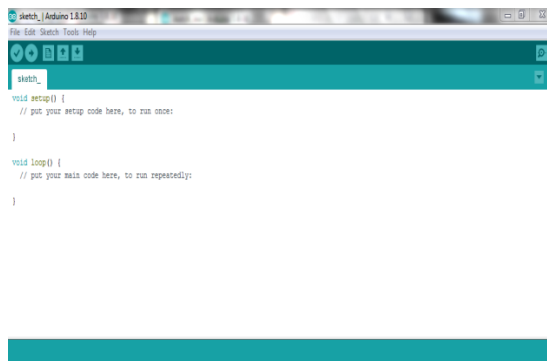 sketch_ | Arduino 1.8.10
File Edit Sketch Tools Help
sketch_
void setup() {
// put your setup code here, to run once:
}
void loop() {
// put your main code here, to run repeatedly:
}